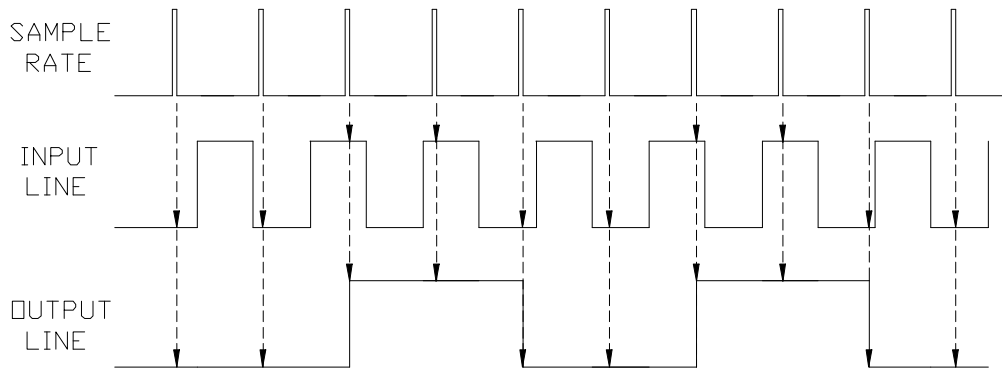 SAMPLE
RATE
INPUT
LINE
OUTPUT
LINE